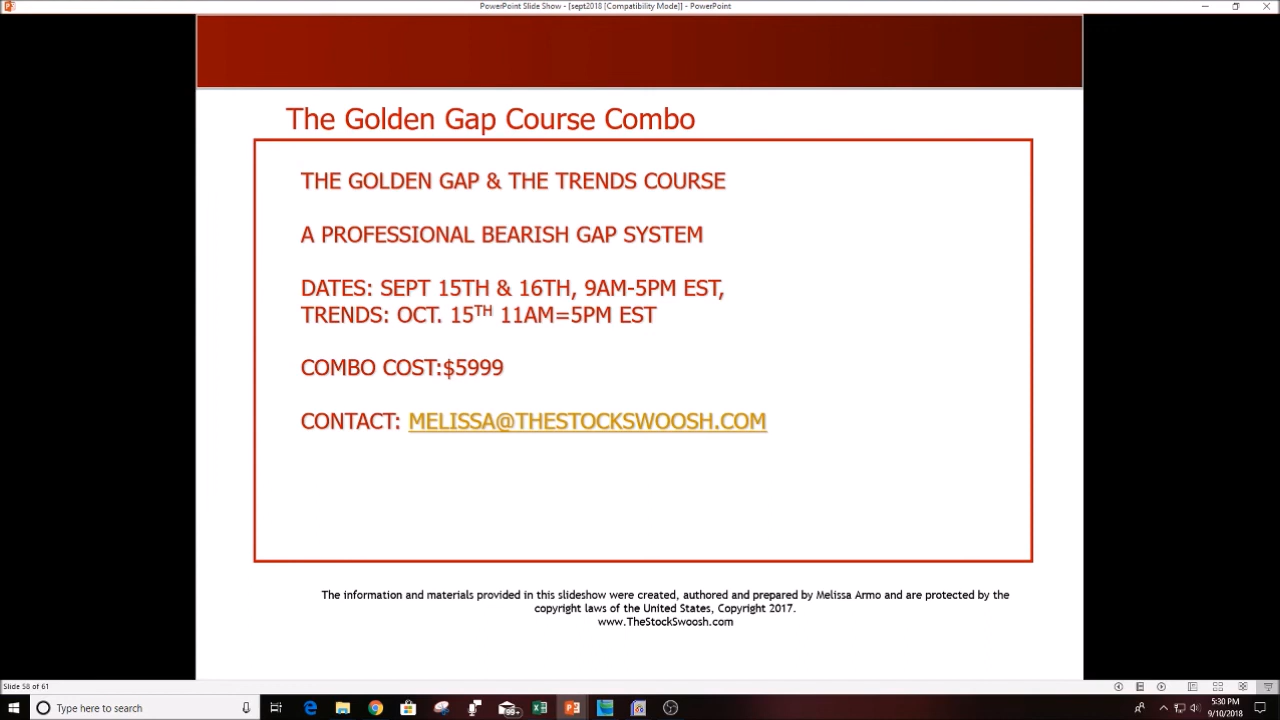 PowerPoint Slide Show - [sept2018 [Compatibility Mode]] - PowerPoint
The Golden Gap Course Combo
THE GOLDEN GAP & THE TRENDS COURSE
A PROFESSIONAL BEARISH GAP SYSTEM
DATES: SEPT 15TH & 16TH, 9AM-5PM EST,
TRENDS: OCT. 15TH 11AM=5PM EST
COMBO COST:$5999
CONTACT: MELISSA@THESTOCKSWOOSH.COM
The information and materials provided in this slideshow were created, authored and prepared by Melissa Armo and are protected by the
copyright laws of the United States, Copyright 2017.
www.TheStockSwoosh.com
Slide 58 of 61
Type here to search
99+
5:30 PM
9/10/2018